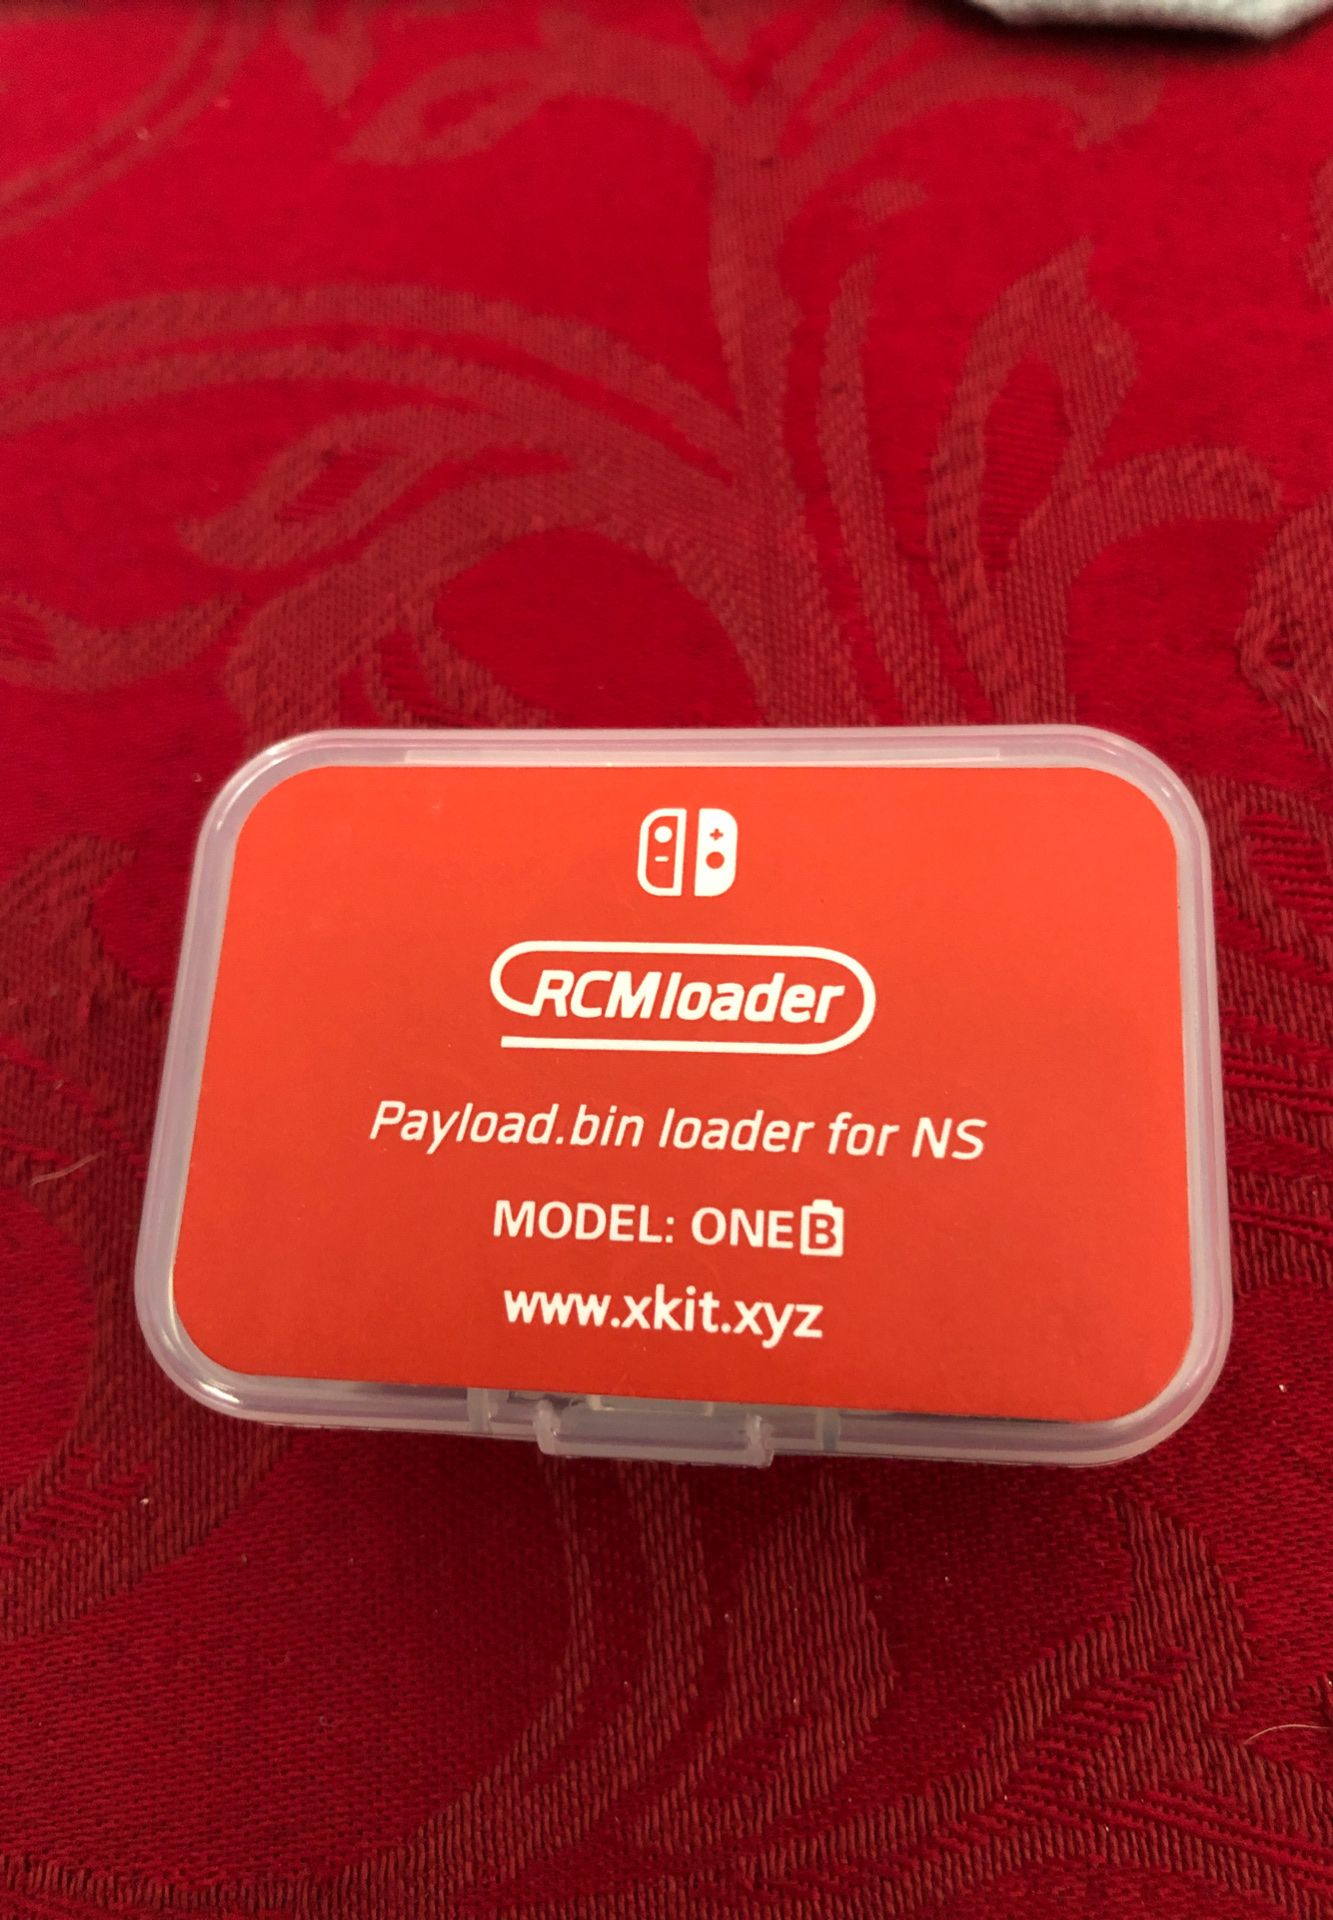 RCMloader
Payload.bin loader for NS
MODEL: ONE B
www.xkit.xyz